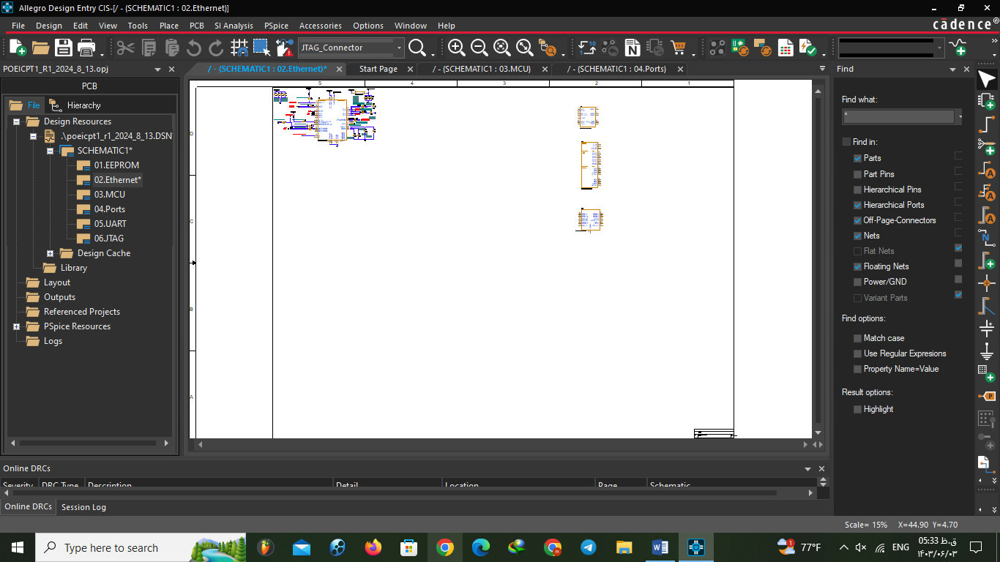 Allegro Design Entry CIS-[/ - (SCHEMATIC1 : 02.Ethernet)]
File Design Edit View Tools Place PCB SI Analysis PSpice Accessories Options Window Help
cādence®
JTAG_Connector
POEICPT1_R1_2024_8_13.opj
/ - (SCHEMATIC1 : 02.Ethernet)*
Start Page
/ - (SCHEMATIC1 : 03.MCU)
/ - (SCHEMATIC1 : 04.Ports)
PCB
File
Hierarchy
Design Resources
.\poeicpt1_r1_2024_8_13.DSN
SCHEMATIC1*
01.EEPROM
02.Ethernet*
03.MCU
04.Ports
05.UART
06.JTAG
Design Cache
Library
Layout
Outputs
Referenced Projects
PSpice Resources
Logs
5 4 3 2 1
D
C
B
A
Find
Find what:
*
Find in:
Parts
Part Pins
Hierarchical Pins
Hierarchical Ports
Off-Page-Connectors
Nets
Flat Nets
Floating Nets
Power/GND
Variant Parts
Find options:
Match case
Use Regular Expresions
Property Name=Value
Result options:
Highlight
Online DRCs
Severity DRC Type Description Detail Location Page Schematic
Online DRCs
Session Log
Scale= 15% X=44.90 Y=4.70
Type here to search
77°F
ENG
05:33 ق.ظ
۱۴۰۳/۰۶/۰۳